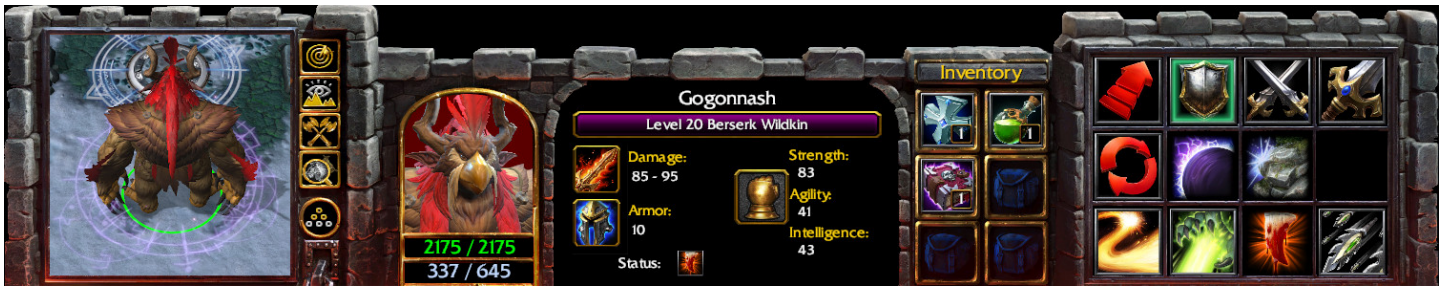 Gogonnash
Level 20 Berserk Wildkin
Damage:
85 - 95
Armor:
10
Status:
Strength:
83
Agility:
41
Intelligence:
43
2175 / 2175
337 / 645
Inventory
1
1
1